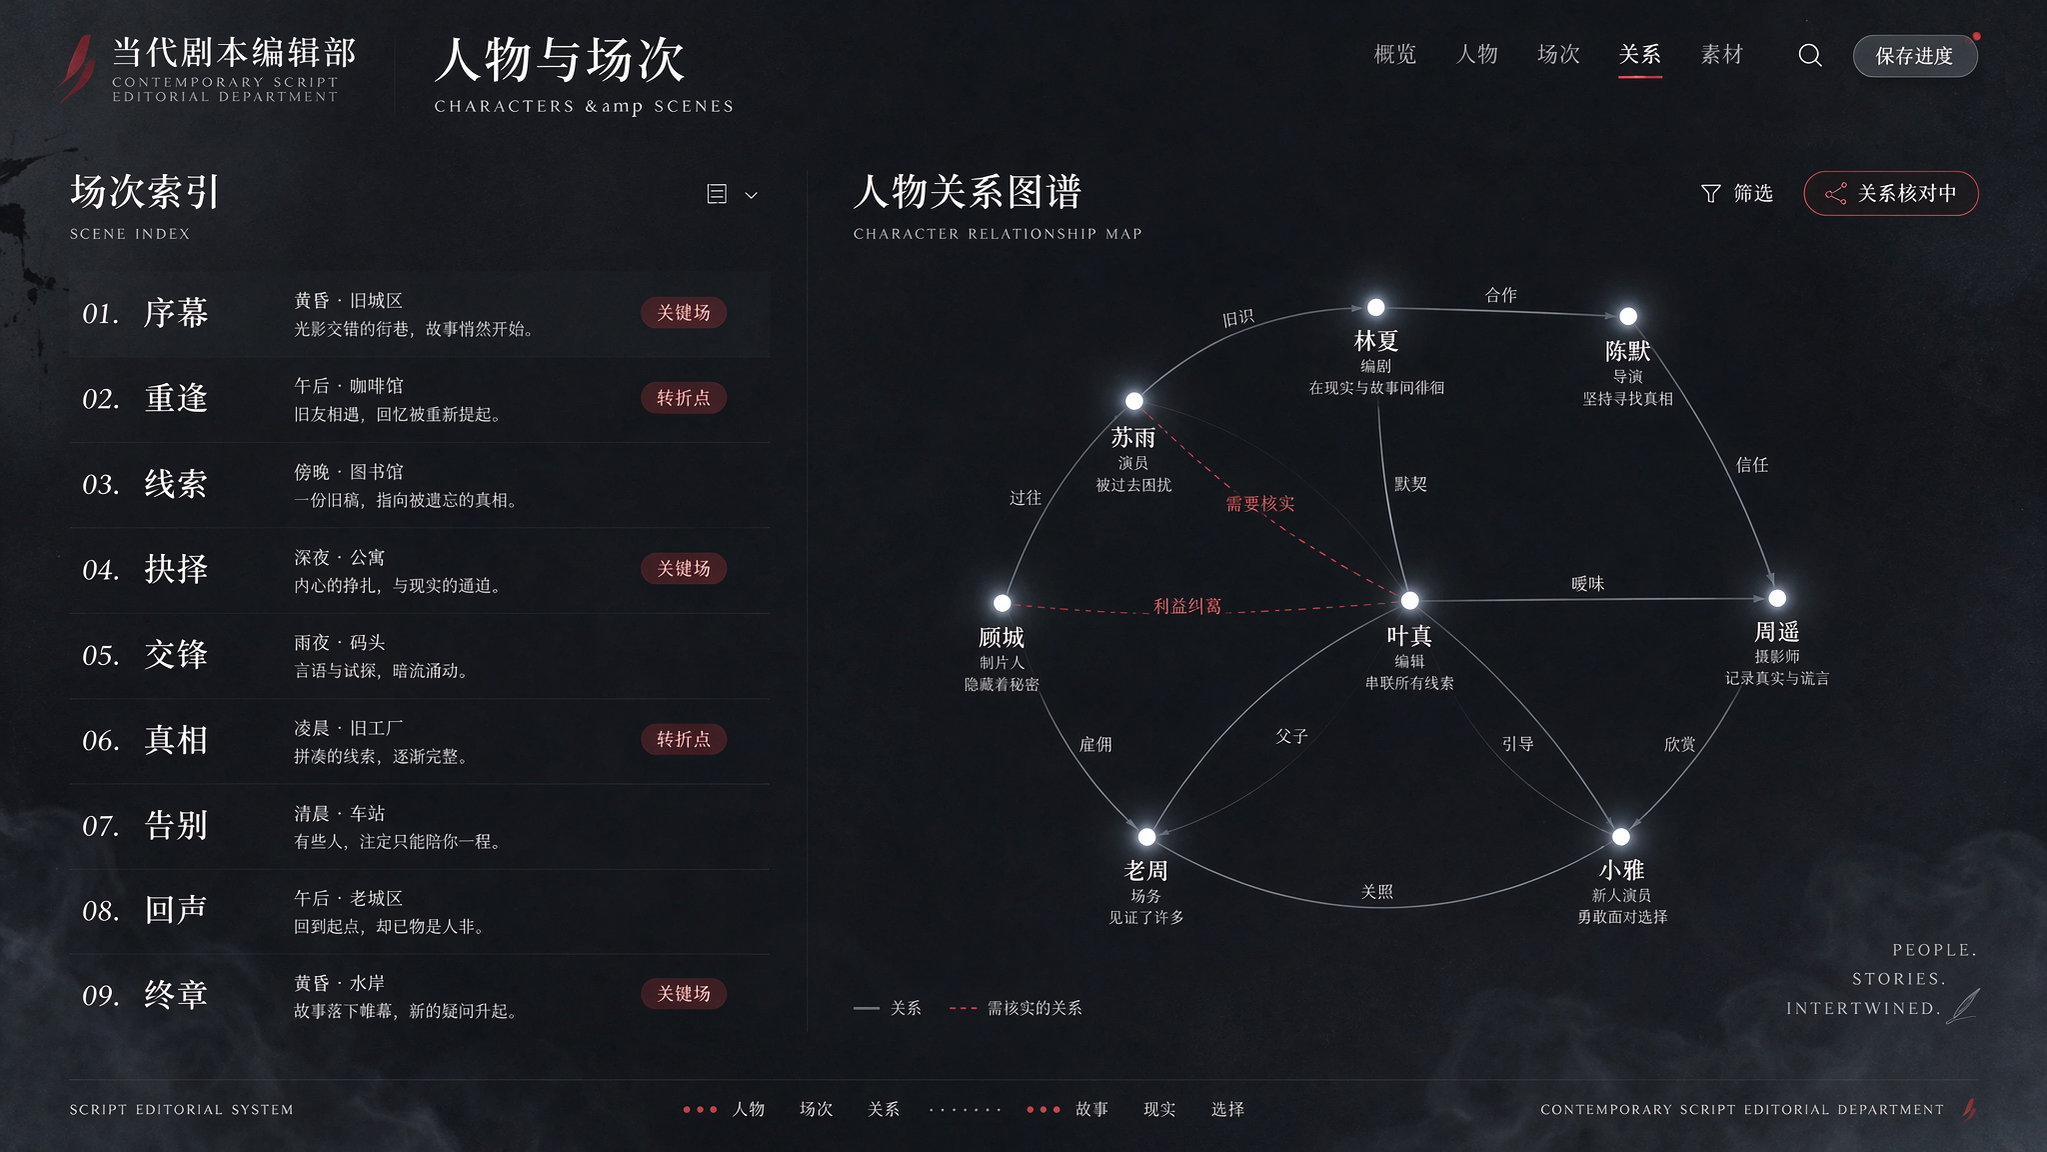 当代剧本编辑部
CONTEMPORARY SCRIPT
EDITORIAL DEPARTMENT
人物与场次
CHARACTERS &amp SCENES
概览 人物 场次 关系 素材
保存进度
场次索引
SCENE INDEX
01. 序幕
黄昏 · 旧城区
光影交错的街巷，故事悄然开始。
关键场
02. 重逢
午后 · 咖啡馆
旧友相遇，回忆被重新提起。
转折点
03. 线索
傍晚 · 图书馆
一份旧稿，指向被遗忘的真相。
04. 抉择
深夜 · 公寓
内心的挣扎，与现实的逼迫。
关键场
05. 交锋
雨夜 · 码头
言语与试探，暗流涌动。
06. 真相
凌晨 · 旧工厂
拼凑的线索，逐渐完整。
转折点
07. 告别
清晨 · 车站
有些人，注定只能陪你一程。
08. 回声
午后 · 老城区
回到起点，却已物是人非。
09. 终章
黄昏 · 水岸
故事落下帷幕，新的疑问升起。
关键场
人物关系图谱
CHARACTER RELATIONSHIP MAP
筛选
关系核对中
旧识
合作
林夏
编剧
在现实与故事间徘徊
陈默
导演
坚持寻找真相
苏雨
演员
被过去困扰
过往
需要核实
默契
信任
利益纠葛
暧味
顾城
制片人
隐藏着秘密
叶真
编辑
串联所有线索
周遥
摄影师
记录真实与谎言
雇佣
父子
引导
欣赏
老周
场务
见证了许多
关照
小雅
新人演员
勇敢面对选择
关系
需核实的关系
PEOPLE.
STORIES.
INTERTWINED.
SCRIPT EDITORIAL SYSTEM
人物 场次 关系 故事 现实 选择
CONTEMPORARY SCRIPT EDITORIAL DEPARTMENT